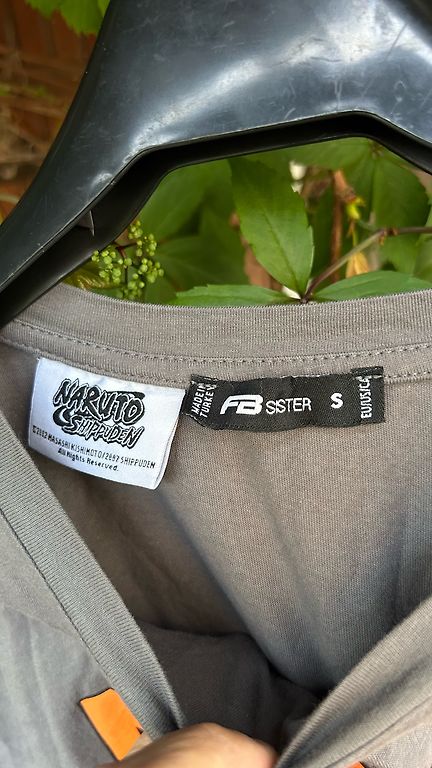 NARUTO
SHIPPUDEN
©2002 MASASHI KISHIMOTO/2007 SHIPPUDEN
All Rights Reserved.
MADE IN
TURKEY
FB SISTER
S
EU/US/CA